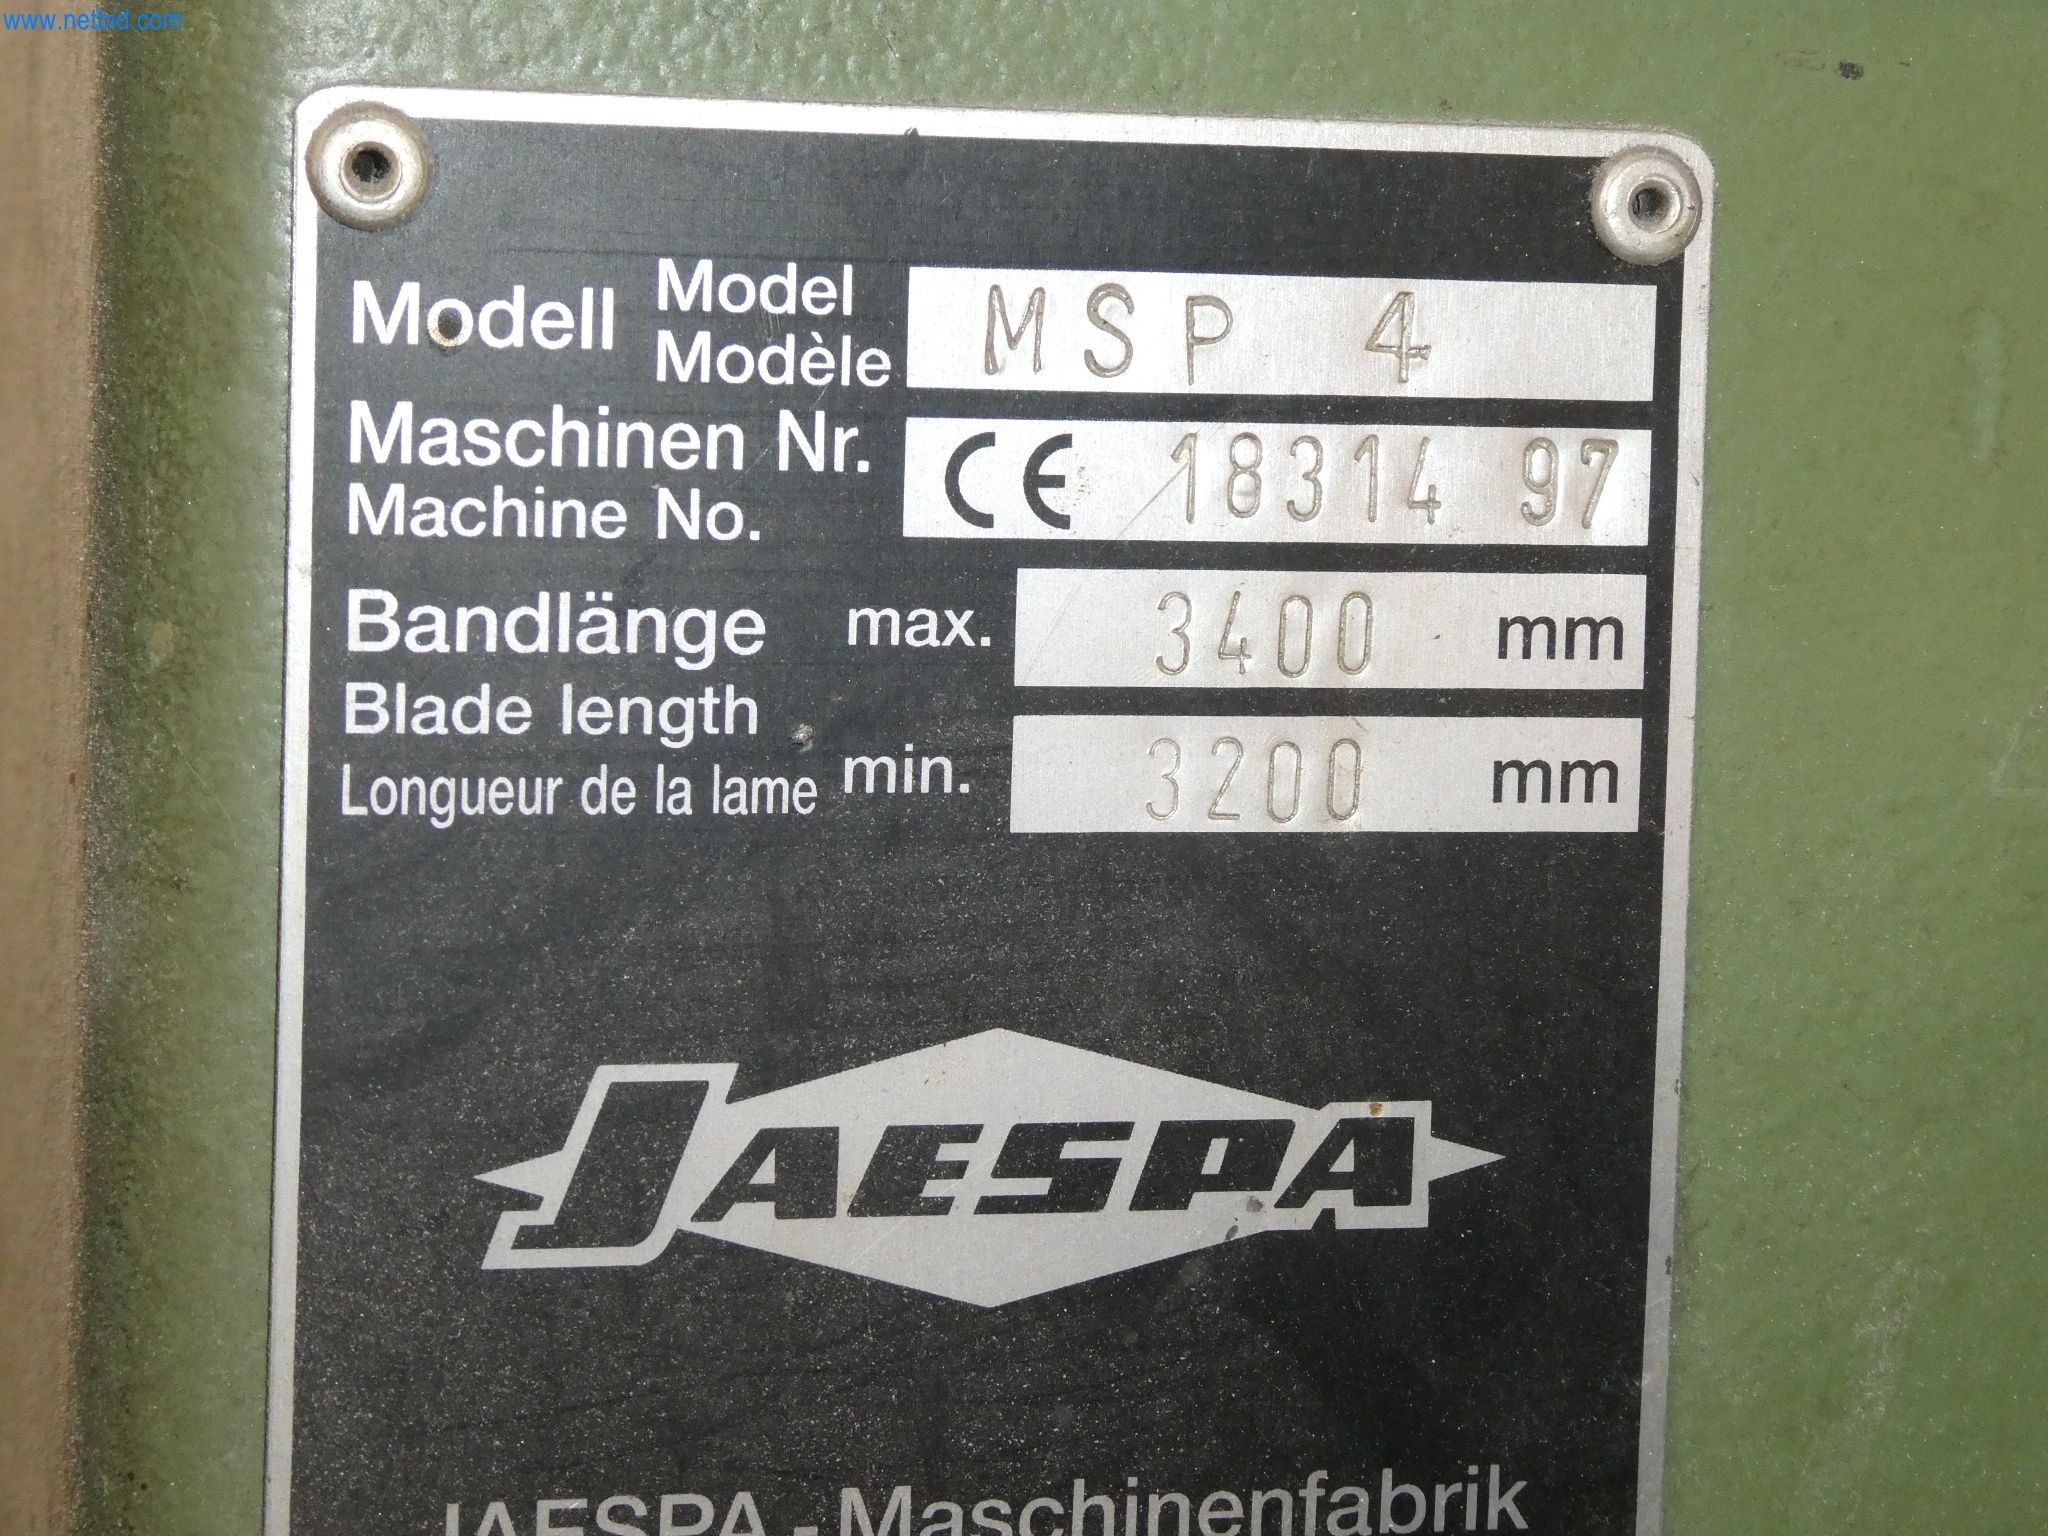 www.netbid.com
Modell Model Modèle MSP 4
Maschinen Nr. CE 18314 97
Machine No.
Bandlänge max. 3400 mm
Blade length
Longueur de la lame min. 3200 mm
JAESPA
JAESPA-Maschinenfabrik